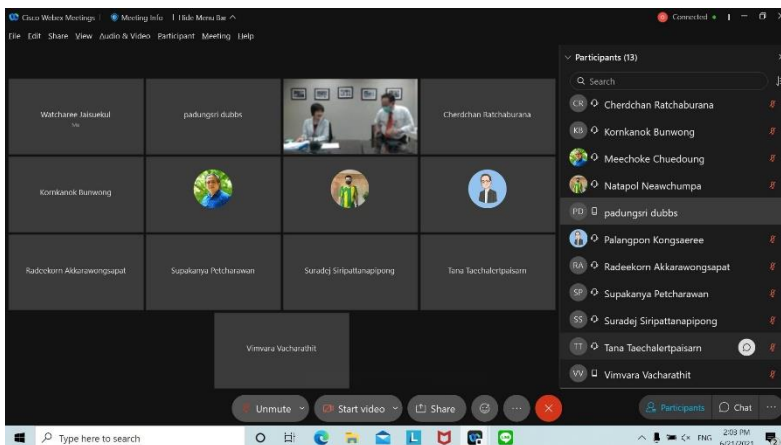 Cisco Webex Meetings
Meeting Info
Hide Menu Bar
Connected
File Edit Share View Audio & Video Participant Meeting Help
Watcharee Jaisuekul
Me
padungsri dubbs
Cherdchan Ratchaburana
Kornkanok Bunwong
Radeekorn Akkarawongsapat
Supakanya Petcharawan
Suradej Siripattanapipong
Tana Taechalertpaisarn
Vimvara Vacharathit
Participants (13)
Search
CR Cherdchan Ratchaburana
KB Kornkanok Bunwong
Meechoke Chuedoung
Natapol Neawchumpa
PD padungsri dubbs
Palangpon Kongsaeree
RA Radeekorn Akkarawongsapat
SP Supakanya Petcharawan
SS Suradej Siripattanapipong
TT Tana Taechalertpaisarn
VV Vimvara Vacharathit
Unmute
Start video
Share
Participants
Chat
Type here to search
L
ENG
2:03 PM
6/21/2021